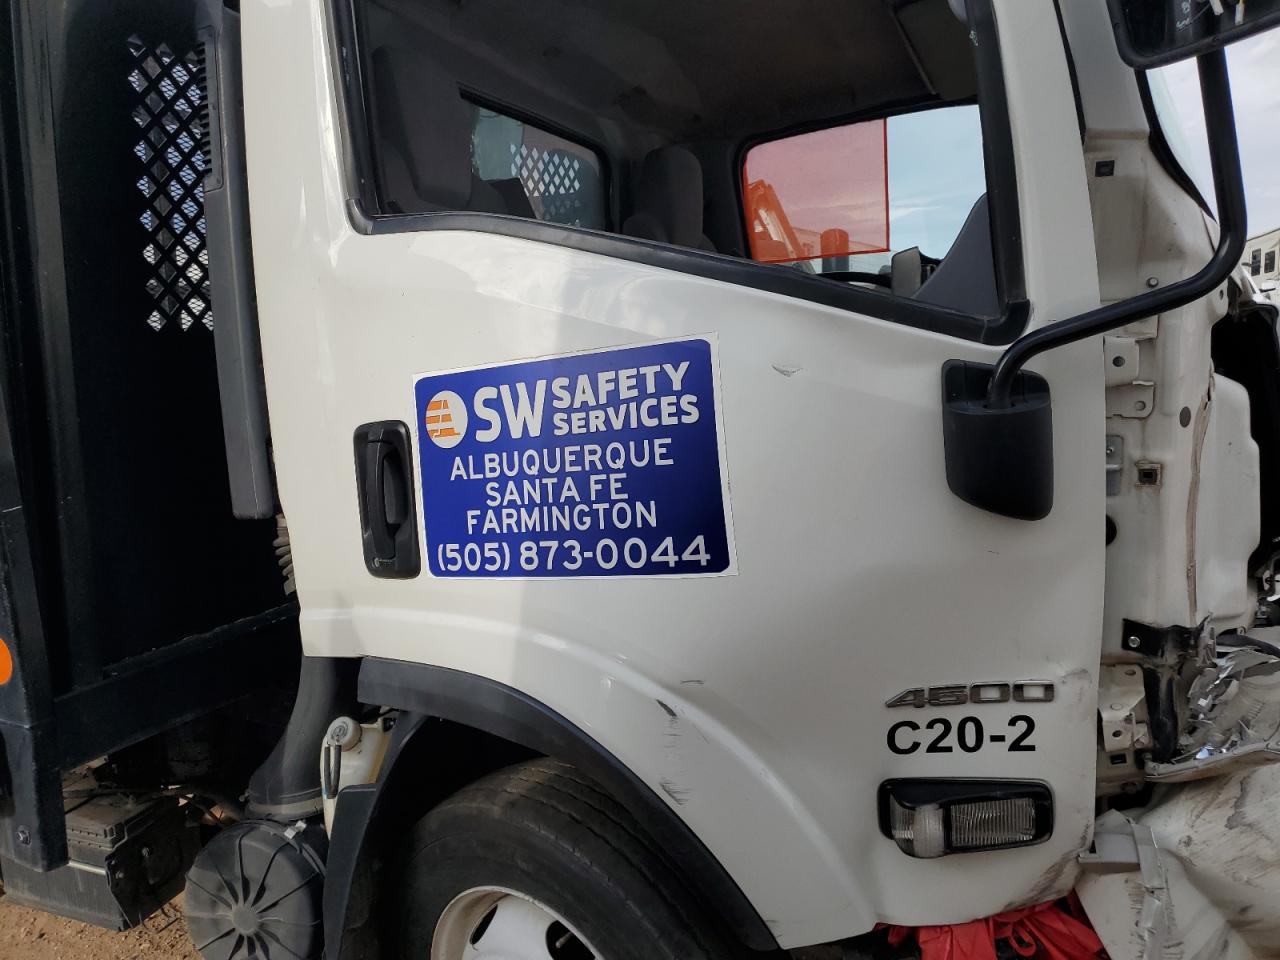 SW SAFETY SERVICES
ALBUQUERQUE
SANTA FE
FARMINGTON
(505) 873-0044
4500
C20-2